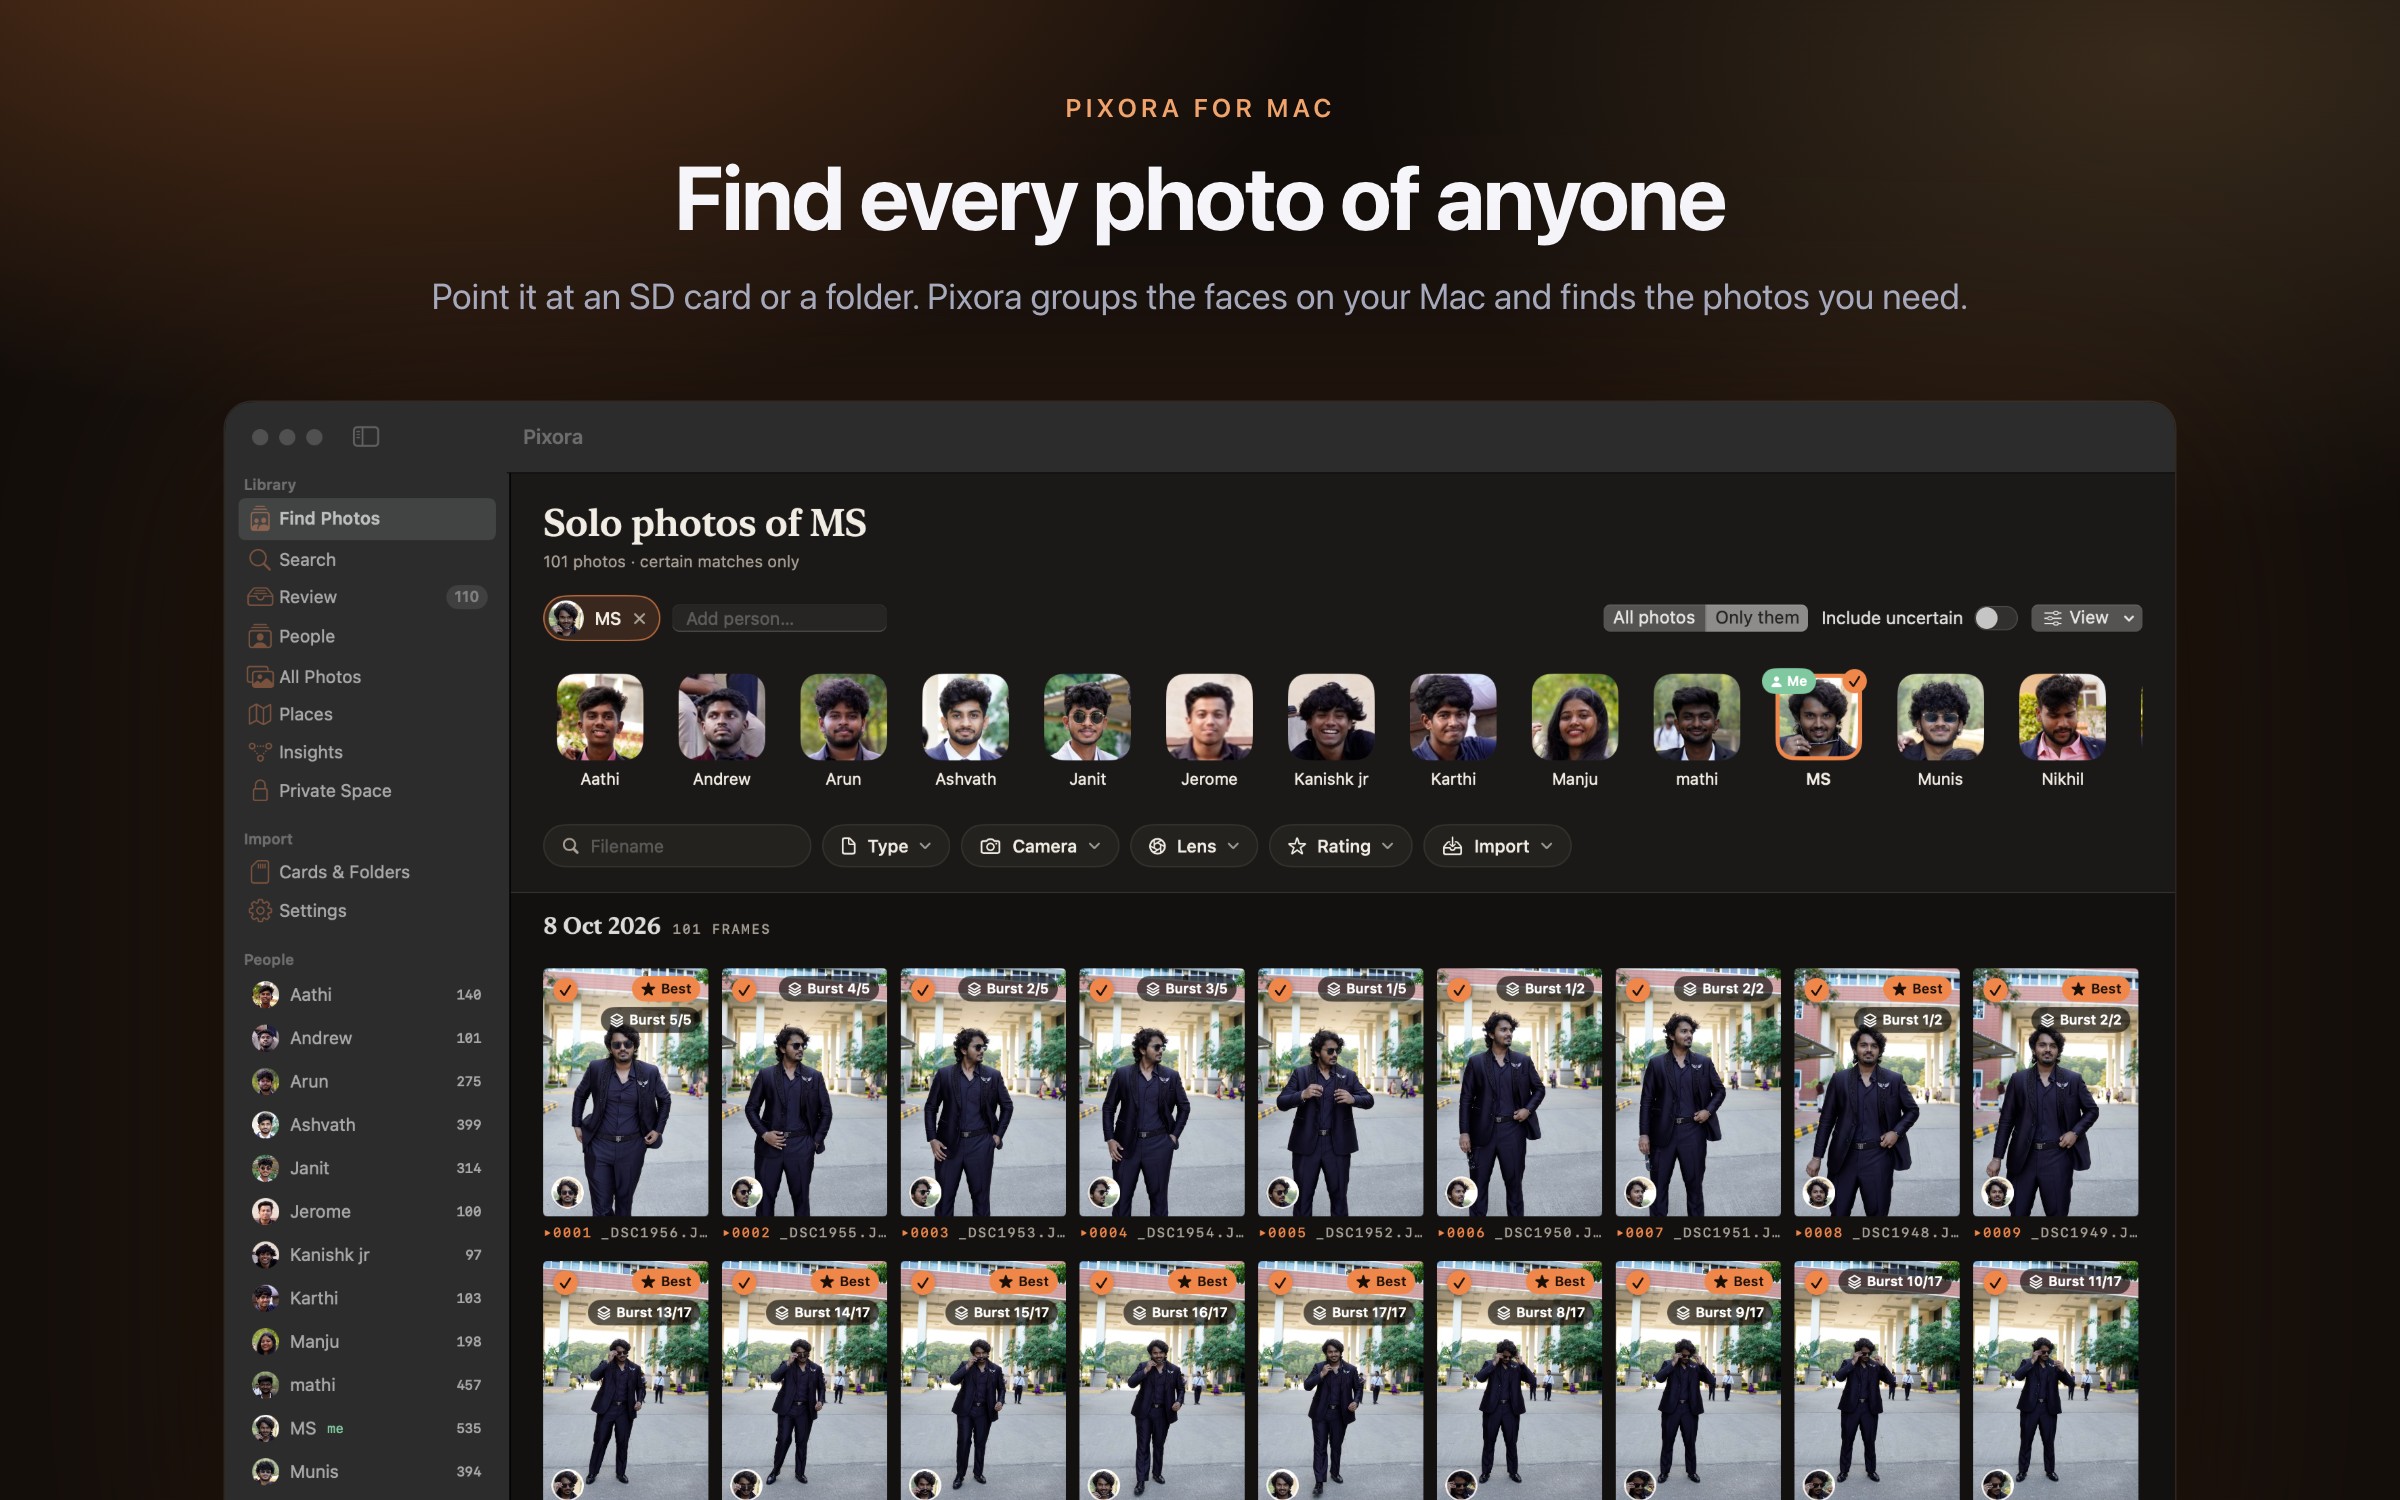 PIXORA FOR MAC
Find every photo of anyone
Point it at an SD card or a folder. Pixora groups the faces on your Mac and finds the photos you need.
Pixora
Library
Find Photos
Search
Review 110
People
All Photos
Places
Insights
Private Space
Import
Cards & Folders
Settings
People
Aathi 140
Andrew 101
Arun 275
Ashvath 399
Janit 314
Jerome 100
Kanishk jr 97
Karthi 103
Manju 198
mathi 457
MS me 535
Munis 394
Solo photos of MS
101 photos · certain matches only
MS × Add person... All photos Only them Include uncertain View
Me
Aathi Andrew Arun Ashvath Janit Jerome Kanishk jr Karthi Manju mathi MS Munis Nikhil
Filename Type Camera Lens Rating Import
8 Oct 2026 101 FRAMES
Best Burst 4/5 Burst 2/5 Burst 3/5 Burst 1/5 Burst 1/2 Burst 2/2 Best Best
Burst 5/5 Burst 1/2 Burst 2/2
▸0001 _DSC1956.J… ▸0002 _DSC1955.J… ▸0003 _DSC1953.J… ▸0004 _DSC1954.J… ▸0005 _DSC1952.J… ▸0006 _DSC1950.J… ▸0007 _DSC1951.J… ▸0008 _DSC1948.J… ▸0009 _DSC1949.J…
Best Best Best Best Best Best Best Burst 10/17 Burst 11/17
Burst 13/17 Burst 14/17 Burst 15/17 Burst 16/17 Burst 17/17 Burst 8/17 Burst 9/17